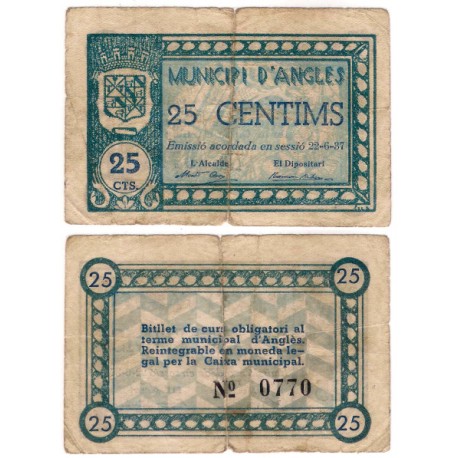 MUNICIPI D'ANGLÈS
25 CENTIMS
Emissió acordada en sessió 22-6-37
L'Alcalde El Dipositari
25
CTS.
25 25
Bitllet de curs obligatori al
terme municipal d'Anglès.
Reintegrable en moneda le-
gal per la Caixa municipal.
Nº 0770
25 25